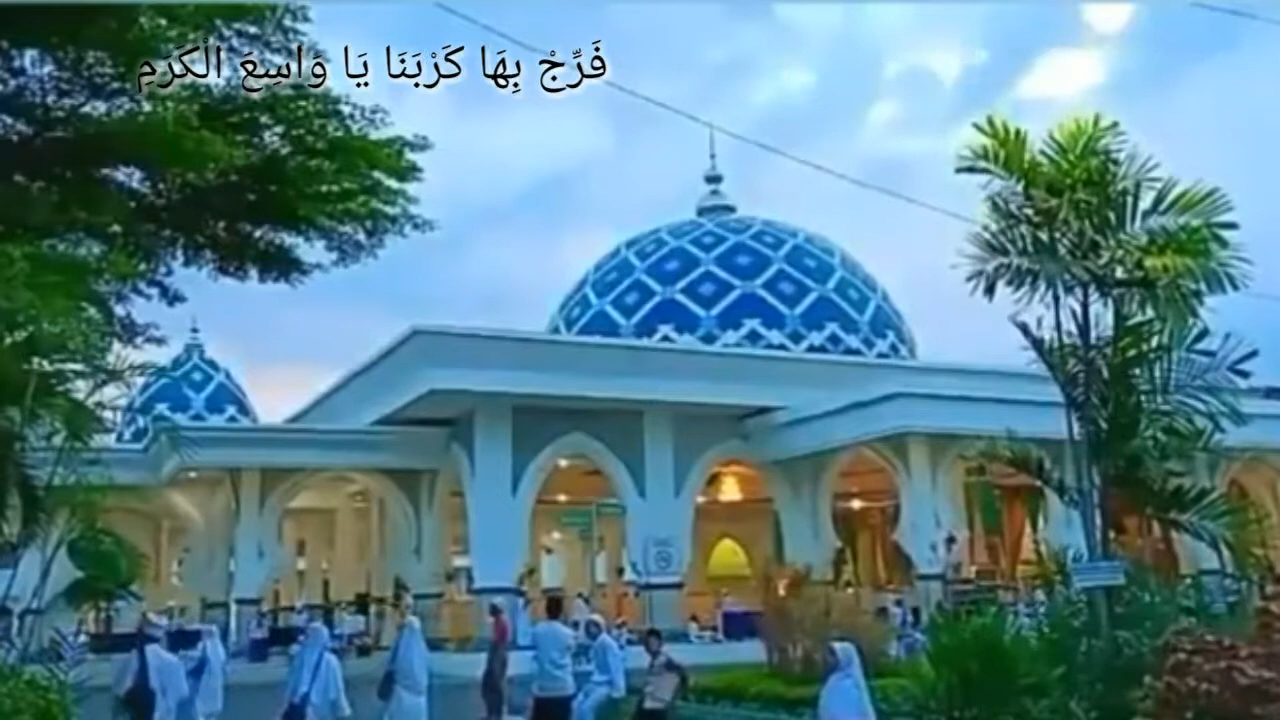 فَرِّجْ بِهَا كَرْبَنَا يَا وَاسِعَ الْكَرَمِ